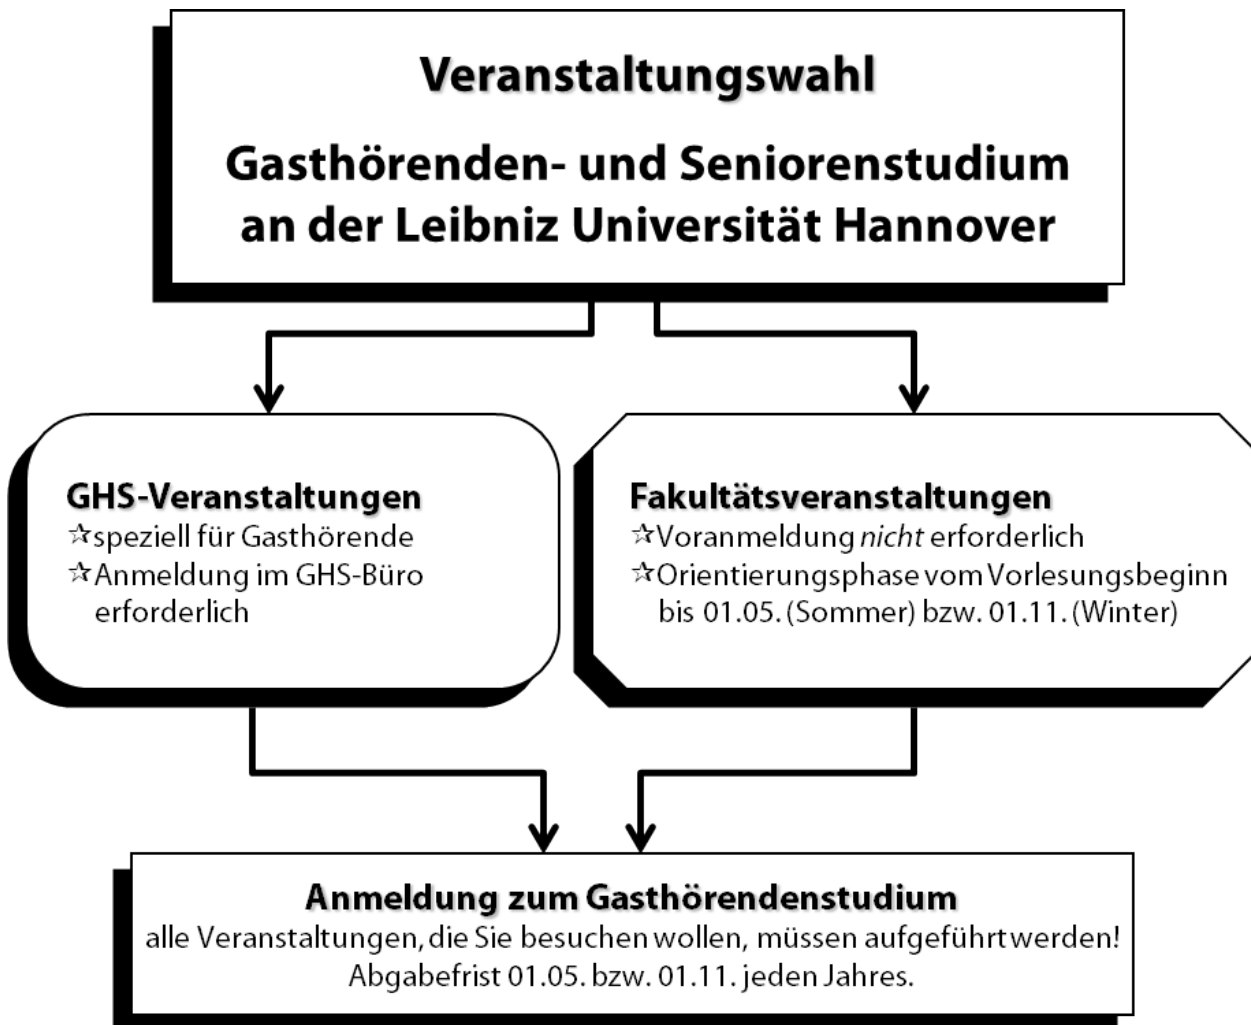 Veranstaltungswahl
Gasthörenden- und Seniorenstudium
an der Leibniz Universität Hannover
GHS-Veranstaltungen
☆speziell für Gasthörende
☆Anmeldung im GHS-Büro
erforderlich
Fakultätsveranstaltungen
☆Voranmeldung nicht erforderlich
☆Orientierungsphase vom Vorlesungsbeginn
bis 01.05. (Sommer) bzw. 01.11. (Winter)
Anmeldung zum Gasthörendenstudium
alle Veranstaltungen, die Sie besuchen wollen, müssen aufgeführt werden!
Abgabefrist 01.05. bzw. 01.11. jeden Jahres.